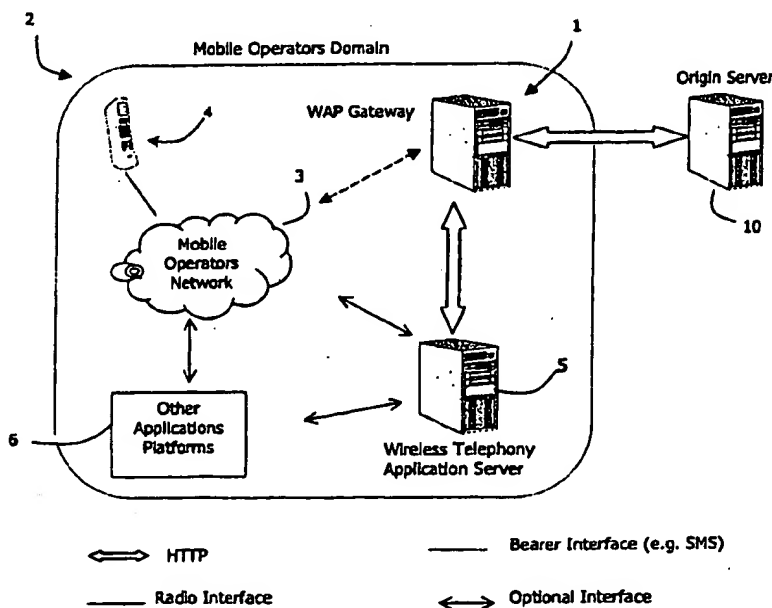 2
Mobile Operators Domain
1
WAP Gateway
Origin Server
4
3
10
Mobile
Operators
Network
5
Other
Applications
Platforms
6
Wireless Telephony
Application Server
HTTP
Bearer Interface (e.g. SMS)
Radio Interface
Optional Interface